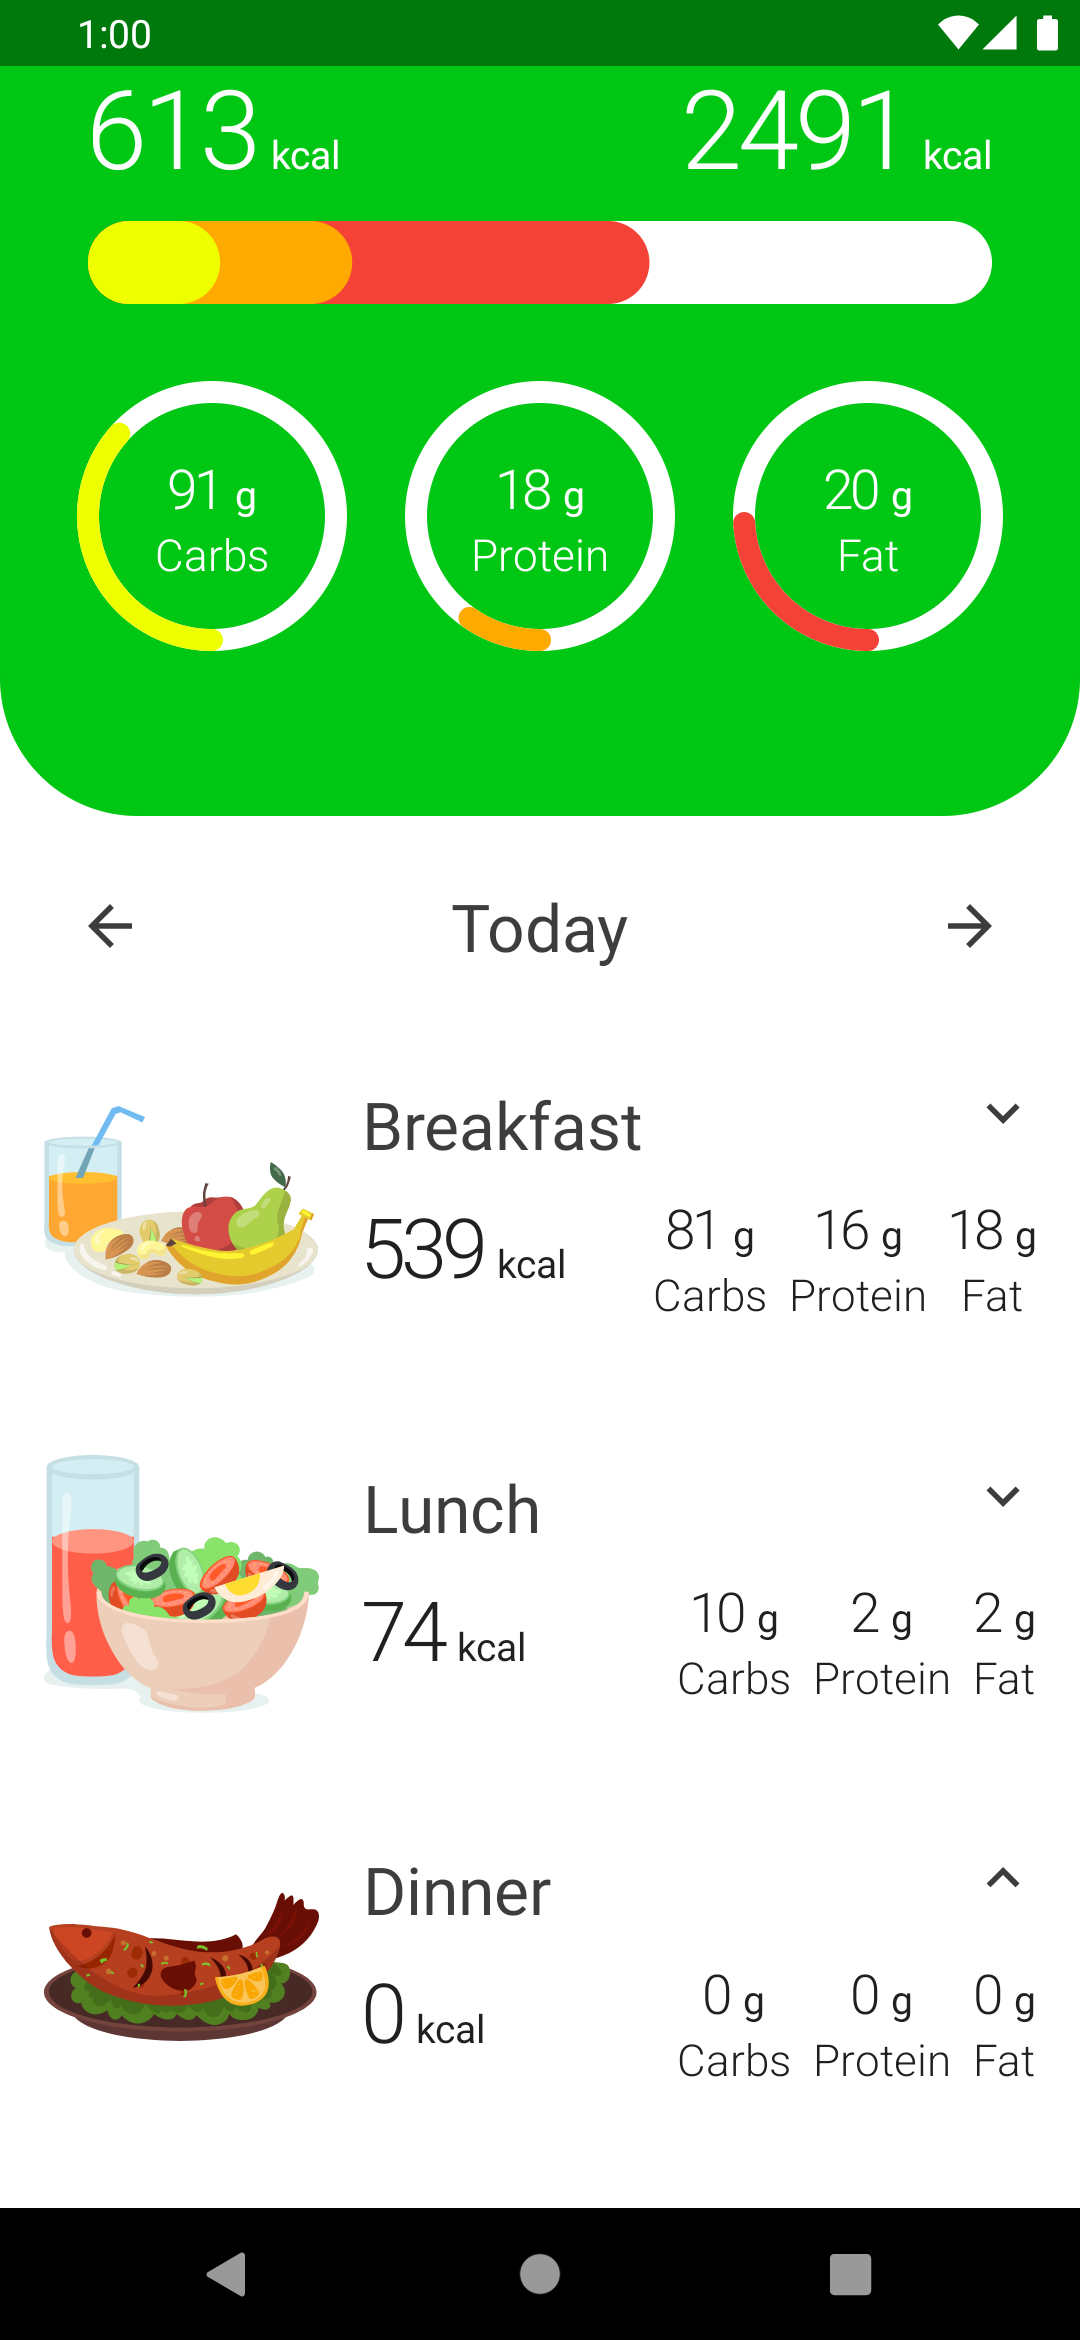 1:00
613 kcal 2491 kcal
91 g 18 g 20 g
Carbs Protein Fat
Today
Breakfast
539 kcal 81 g 16 g 18 g
Carbs Protein Fat
Lunch
74 kcal 10 g 2 g 2 g
Carbs Protein Fat
Dinner
0 kcal 0 g 0 g 0 g
Carbs Protein Fat